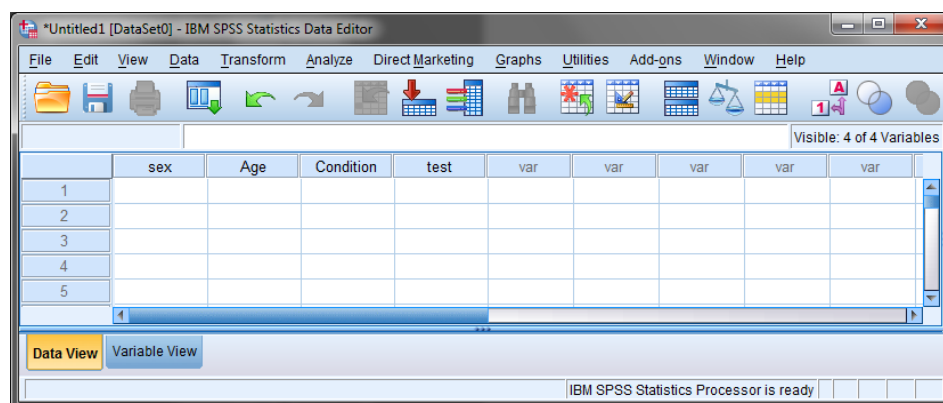 *Untitled1 [DataSet0] - IBM SPSS Statistics Data Editor
File Edit View Data Transform Analyze Direct Marketing Graphs Utilities Add-ons Window Help
A
1
Visible: 4 of 4 Variables
sex Age Condition test var var var var var
1
2
3
4
5
Data View Variable View
IBM SPSS Statistics Processor is ready